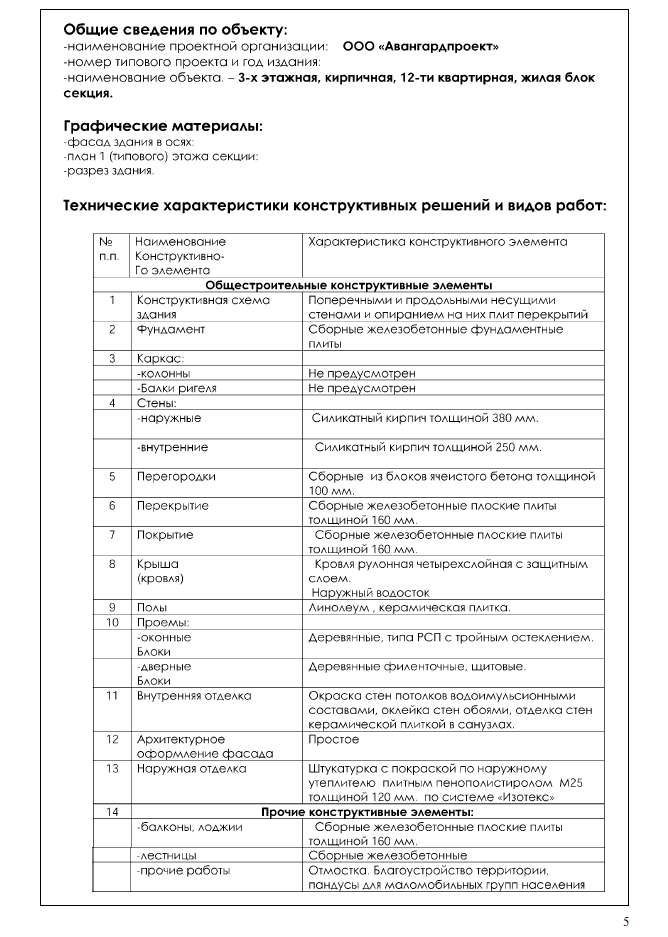 Общие сведения по объекту:
-наименование проектной организации: ООО «Авангардпроект»
-номер типового проекта и год издания:
-наименование объекта. – 3-х этажная, кирпичная, 12-ти квартирная, жилая блок
секция.
Графические материалы:
-фасад здания в осях:
-план 1 (типового) этажа секции:
-разрез здания.
Технические характеристики конструктивных решений и видов работ:
№ Наименование Характеристика конструктивного элемента
п.п. Конструктивно-
Го элемента
Общестроительные конструктивные элементы
1 Конструктивная схема Поперечными и продольными несущими
здания стенами и опиранием на них плит перекрытий
2 Фундамент Сборные железобетонные фундаментные
плиты
3 Каркас:
-колонны Не предусмотрен
-Балки ригеля Не предусмотрен
4 Стены:
-наружные Силикатный кирпич толщиной 380 мм.
-внутренние Силикатный кирпич толщиной 250 мм.
5 Перегородки Сборные из блоков ячеистого бетона толщиной
100 мм.
6 Перекрытие Сборные железобетонные плоские плиты
толщиной 160 мм.
7 Покрытие Сборные железобетонные плоские плиты
толщиной 160 мм.
8 Крыша Кровля рулонная четырехслойная с защитным
(кровля) слоем.
Наружный водосток
9 Полы Линолеум , керамическая плитка.
10 Проемы:
-оконные Деревянные, типа РСП с тройным остеклением.
Блоки
-дверные Деревянные филенточные, щитовые.
Блоки
11 Внутренняя отделка Окраска стен потолков водоимульсионными
составами, оклейка стен обоями, отделка стен
керамической плиткой в санузлах.
12 Архитектурное Простое
оформление фасада
13 Наружная отделка Штукатурка с покраской по наружному
утеплителю плитным пенополистиролом М25
толщиной 120 мм. по системе «Изотекс»
14 Прочие конструктивные элементы:
-балконы, лоджии Сборные железобетонные плоские плиты
толщиной 160 мм.
-лестницы Сборные железобетонные
-прочие работы Отмостка. Благоустройство территории,
пандусы для маломобильных групп населения
5